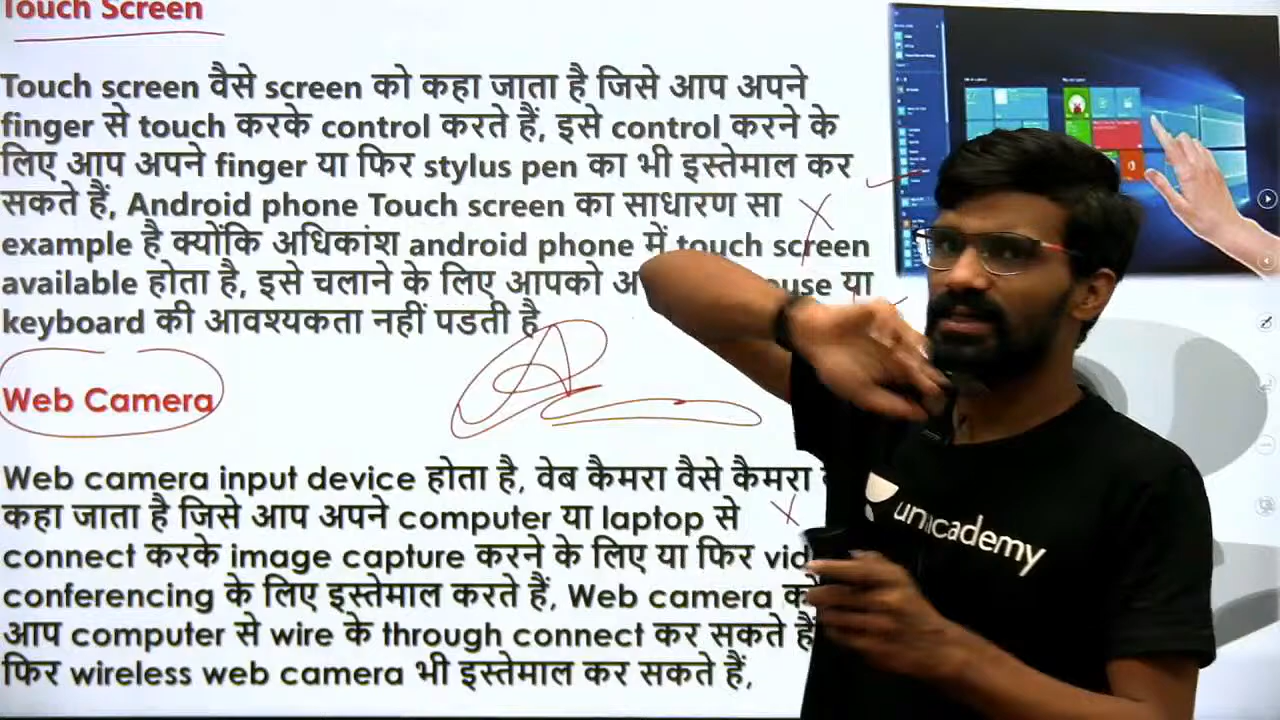 Touch Screen
Touch screen वैसे screen को कहा जाता है जिसे आप अपने
finger से touch करके control करते हैं, इसे control करने के
लिए आप अपने finger या फिर stylus pen का भी इस्तेमाल कर
सकते हैं, Android phone Touch screen का साधारण सा
example है क्योंकि अधिकांश android phone में touch screen
available होता है, इसे चलाने के लिए आपको या
keyboard की आवश्यकता नहीं पडती है
Web Camera
Web camera input device होता है, वेब कैमरा वैसे कैमरा
कहा जाता है जिसे आप अपने computer या laptop से
connect करके image capture करने के लिए या फिर
conferencing के लिए इस्तेमाल करते हैं, Web camera को
आप computer से wire के through connect कर सकते हैं
फिर wireless web camera भी इस्तेमाल कर सकते हैं,
unacademy